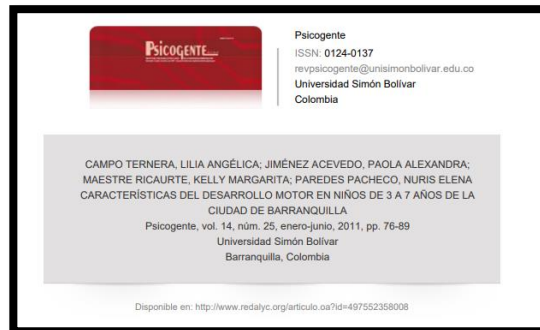 PSICOGENTE
Psicogente
ISSN: 0124-0137
revpsicogente@unisimonbolivar.edu.co
Universidad Simón Bolívar
Colombia
CAMPO TERNERA, LILIA ANGÉLICA; JIMÉNEZ ACEVEDO, PAOLA ALEXANDRA;
MAESTRE RICAURTE, KELLY MARGARITA; PAREDES PACHECO, NURIS ELENA
CARACTERÍSTICAS DEL DESARROLLO MOTOR EN NIÑOS DE 3 A 7 AÑOS DE LA
CIUDAD DE BARRANQUILLA
Psicogente, vol. 14, núm. 25, enero-junio, 2011, pp. 76-89
Universidad Simón Bolívar
Barranquilla, Colombia
Disponible en: http://www.redalyc.org/articulo.oa?id=497552358008